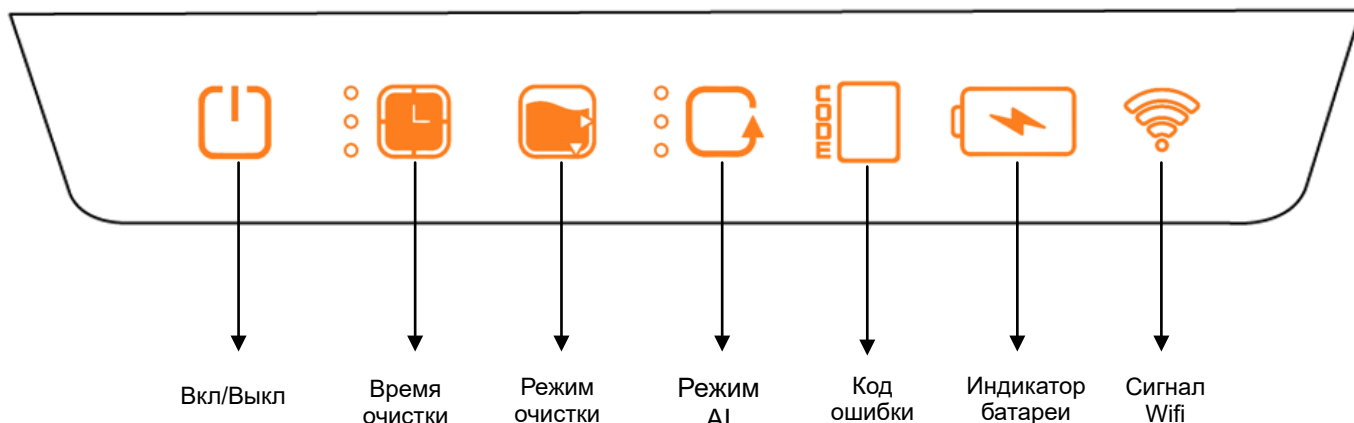 CODE
Вкл/Выкл
Время
очистки
Режим
очистки
Режим
AI
Код
ошибки
Индикатор
батареи
Сигнал
Wifi